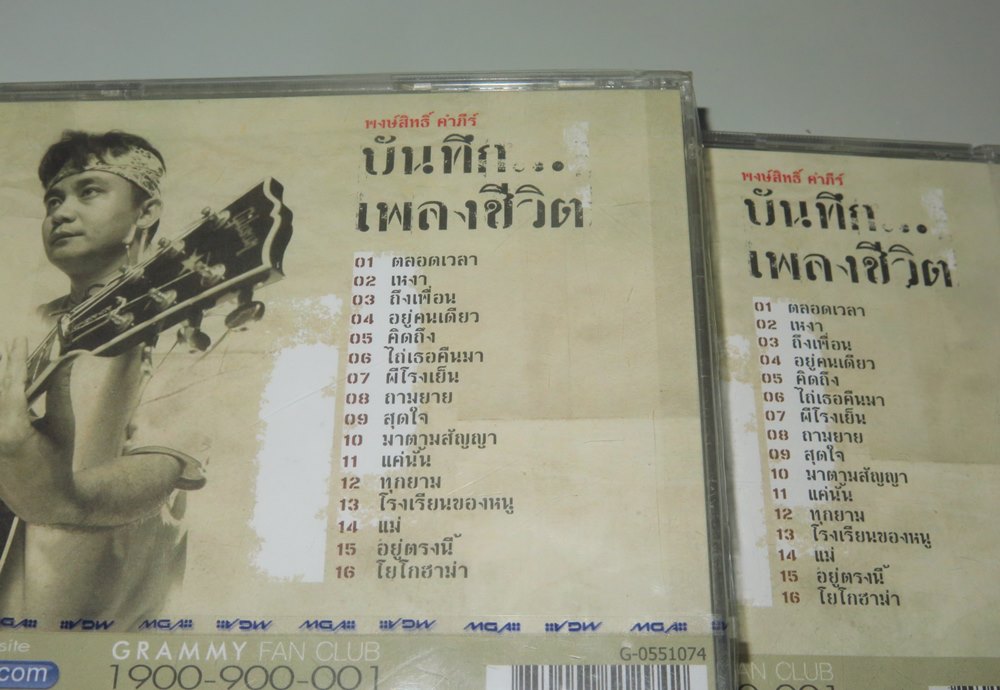 พงษ์สิทธิ์ คำภีร์
บันทึก...
เพลงชีวิต
01 ตลอดเวลา
02 เหงา
03 ถึงเพื่อน
04 อยู่คนเดียว
05 คิดถึง
06 ไถ่เธอคืนมา
07 ผีโรงเย็น
08 ถามยาย
09 สุดใจ
10 มาตามสัญญา
11 แค่นั้น
12 ทุกยาม
13 โรงเรียนของหนู
14 แม่
15 อยู่ตรงนี้
16 โยโกฮาม่า
MGA MGA MGA MGA MGA MGA MGA
site
com
GRAMMY FAN CLUB
1900-900-001
G-0551074
พงษ์สิทธิ์ คำภีร์
บันทึก...
เพลงชีวิต
01 ตลอดเวลา
02 เหงา
03 ถึงเพื่อน
04 อยู่คนเดียว
05 คิดถึง
06 ไถ่เธอคืนมา
07 ผีโรงเย็น
08 ถามยาย
09 สุดใจ
10 มาตามสัญญา
11 แค่นั้น
12 ทุกยาม
13 โรงเรียนของหนู
14 แม่
15 อยู่ตรงนี้
16 โยโกฮาม่า
FAN CLUB